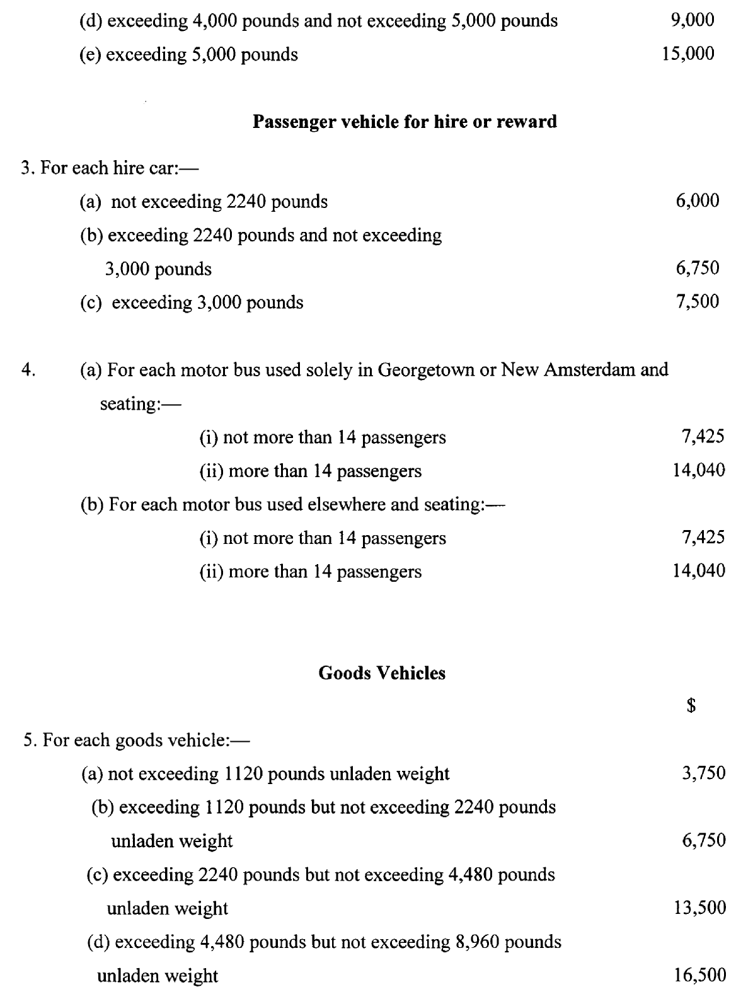 (d) exceeding 4,000 pounds and not exceeding 5,000 pounds 9,000
(e) exceeding 5,000 pounds 15,000
Passenger vehicle for hire or reward
3. For each hire car:—
(a) not exceeding 2240 pounds 6,000
(b) exceeding 2240 pounds and not exceeding
3,000 pounds 6,750
(c) exceeding 3,000 pounds 7,500
4. (a) For each motor bus used solely in Georgetown or New Amsterdam and
seating:—
(i) not more than 14 passengers 7,425
(ii) more than 14 passengers 14,040
(b) For each motor bus used elsewhere and seating:—
(i) not more than 14 passengers 7,425
(ii) more than 14 passengers 14,040
Goods Vehicles
$
5. For each goods vehicle:—
(a) not exceeding 1120 pounds unladen weight 3,750
(b) exceeding 1120 pounds but not exceeding 2240 pounds
unladen weight 6,750
(c) exceeding 2240 pounds but not exceeding 4,480 pounds
unladen weight 13,500
(d) exceeding 4,480 pounds but not exceeding 8,960 pounds
unladen weight 16,500